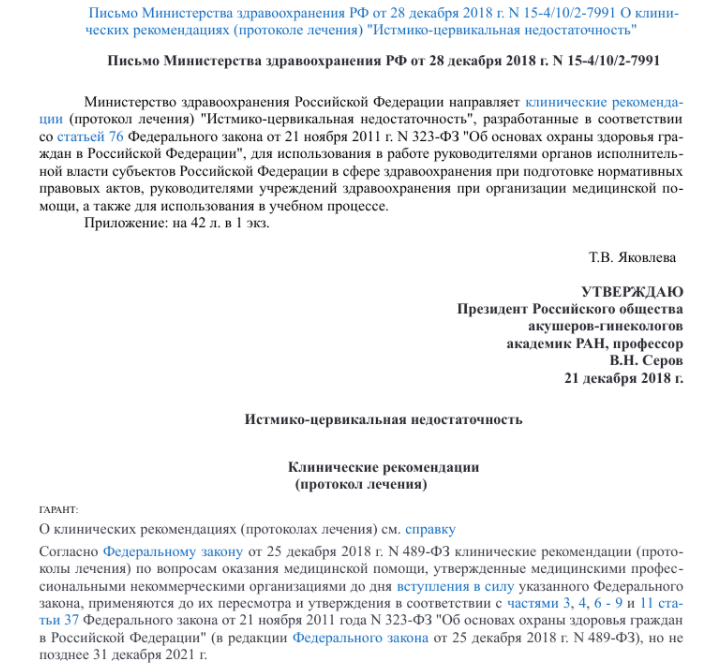 Письмо Министерства здравоохранения РФ от 28 декабря 2018 г. N 15-4/10/2-7991 О клини-
ческих рекомендациях (протоколе лечения) "Истмико-цервикальная недостаточность"
Письмо Министерства здравоохранения РФ от 28 декабря 2018 г. N 15-4/10/2-7991
Министерство здравоохранения Российской Федерации направляет клинические рекоменда-
ции (протокол лечения) "Истмико-цервикальная недостаточность", разработанные в соответствии
со статьей 76 Федерального закона от 21 ноября 2011 г. N 323-ФЗ "Об основах охраны здоровья гра-
ждан в Российской Федерации", для использования в работе руководителями органов исполнитель-
ной власти субъектов Российской Федерации в сфере здравоохранения при подготовке нормативных
правовых актов, руководителями учреждений здравоохранения при организации медицинской по-
мощи, а также для использования в учебном процессе.
Приложение: на 42 л. в 1 экз.
Т.В. Яковлева
УТВЕРЖДАЮ
Президент Российского общества
акушеров-гинекологов
академик РАН, профессор
В.Н. Серов
21 декабря 2018 г.
Истмико-цервикальная недостаточность
Клинические рекомендации
(протокол лечения)
ГАРАНТ:
О клинических рекомендациях (протоколах лечения) см. справку
Согласно Федеральному закону от 25 декабря 2018 г. N 489-ФЗ клинические рекомендации (прото-
колы лечения) по вопросам оказания медицинской помощи, утвержденные медицинскими профес-
сиональными некоммерческими организациями до дня вступления в силу указанного Федерального
закона, применяются до их пересмотра и утверждения в соответствии с частями 3, 4, 6 - 9 и 11 ста-
тьи 37 Федерального закона от 21 ноября 2011 года N 323-ФЗ "Об основах охраны здоровья граждан
в Российской Федерации" (в редакции Федерального закона от 25 декабря 2018 г. N 489-ФЗ), но не
позднее 31 декабря 2021 г.